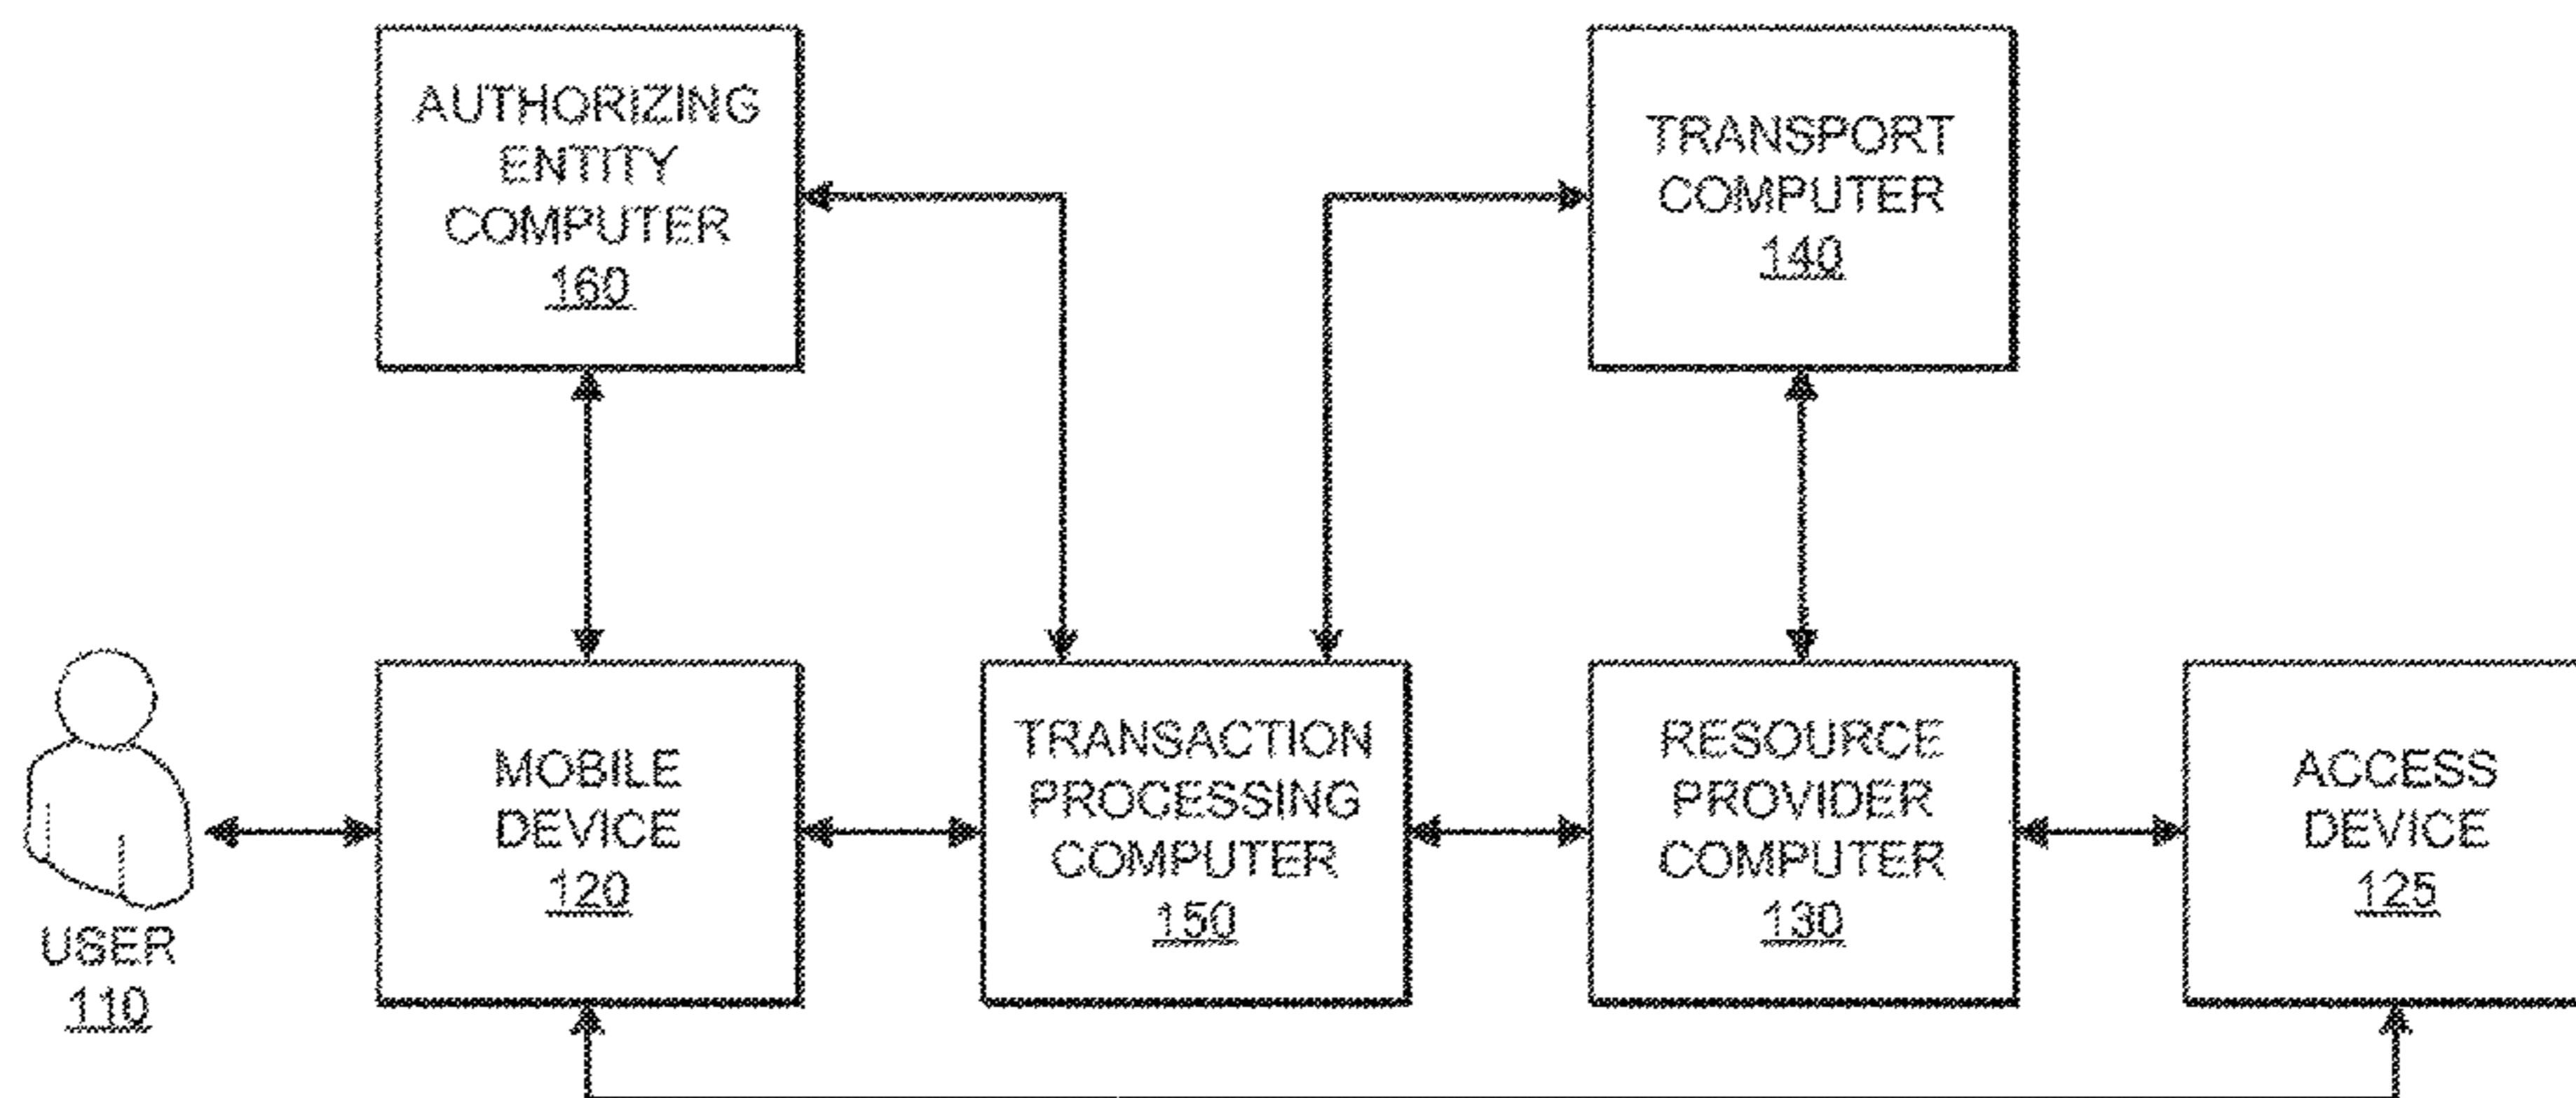 AUTHORIZING
ENTITY
COMPUTER
160
TRANSPORT
COMPUTER
140
USER
110
MOBILE
DEVICE
120
TRANSACTION
PROCESSING
COMPUTER
150
RESOURCE
PROVIDER
COMPUTER
130
ACCESS
DEVICE
125